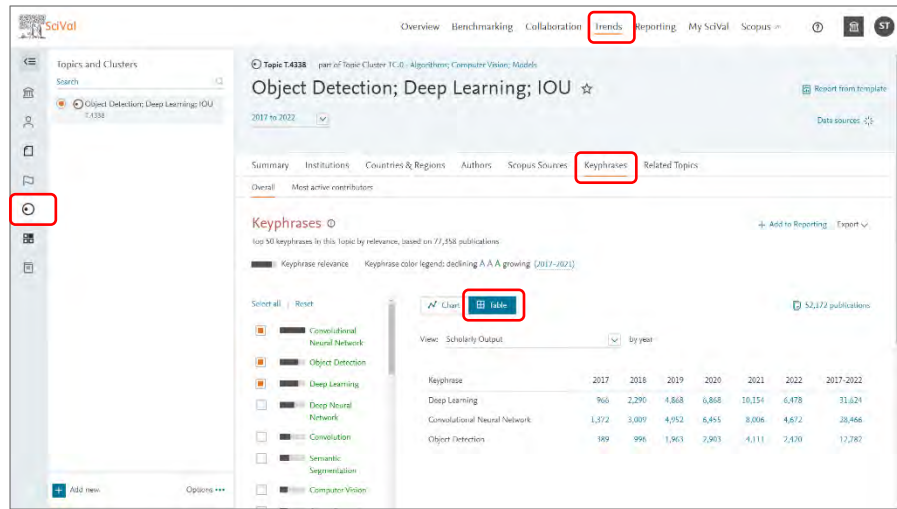 SciVal
Overview Benchmarking Collaboration Trends Reporting My SciVal Scopus ST
Topics and Clusters
Search
Object Detection; Deep Learning; IOU
T.4338
Topic T.4338 part of Topic Cluster TC.0 - Algorithms; Computer Vision; Models
Object Detection; Deep Learning; IOU
Report from template
2017 to 2022
Data sources
Summary Institutions Countries & Regions Authors Scopus Sources Keyphrases Related Topics
Overall Most active contributors
Keyphrases
+ Add to Reporting Export
Top 50 keyphrases in this Topic by relevance, based on 77,358 publications
Keyphrase relevance Keyphrase color legend: declining A A A growing (2017-2021)
Select all | Reset
Chart Table
52,172 publications
Convolutional
Neural Network
Object Detection
Deep Learning
Deep Neural
Network
Convolution
Semantic
Segmentation
Computer Vision
View: Scholarly Output by year
Keyphrase 2017 2018 2019 2020 2021 2022 2017-2022
Deep Learning 966 2,290 4,868 6,868 10,154 6,478 31,624
Convolutional Neural Network 1,372 3,009 4,952 6,455 8,006 4,672 28,466
Object Detection 389 996 1,963 2,903 4,111 2,420 12,782
+ Add new
Options •••